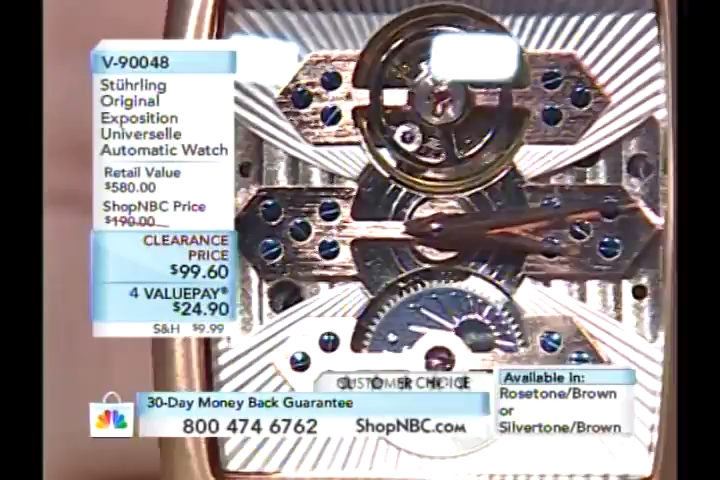 V-90048
Stührling
Original
Exposition
Universelle
Automatic Watch
Retail Value
$580.00
ShopNBC Price
$190.00
CLEARANCE
PRICE
$99.60
4 VALUEPAY®
$24.90
S&H $9.99
CUSTOMER CHOICE
30-Day Money Back Guarantee
800 474 6762
ShopNBC.com
Available in:
Rosetone/Brown
or
Silvertone/Brown